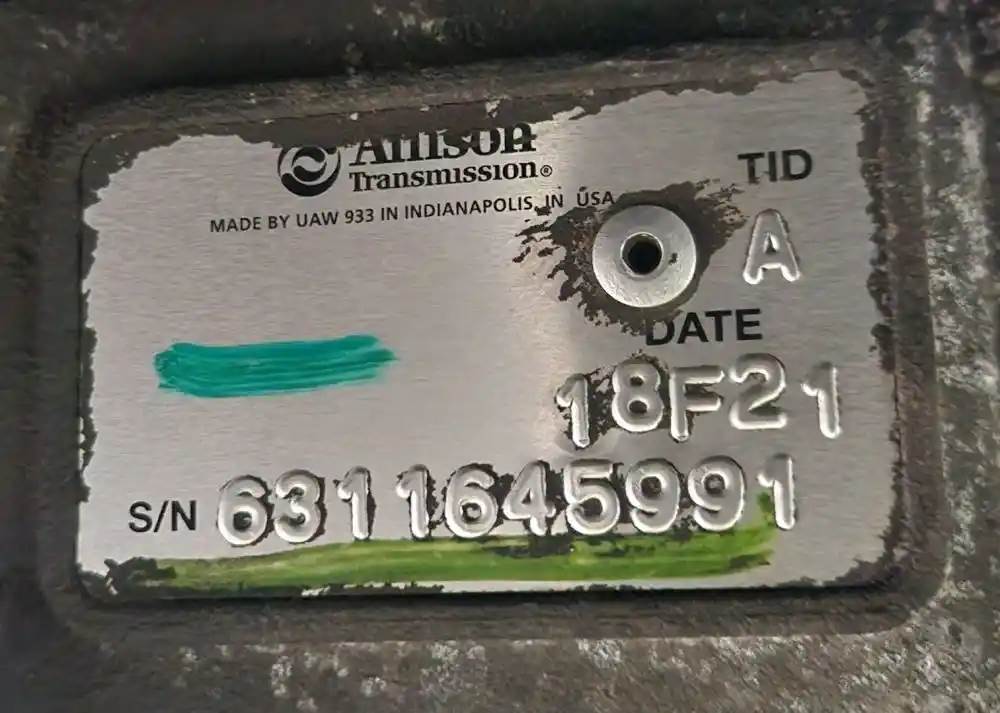 Allison
Transmission®
MADE BY UAW 933 IN INDIANAPOLIS, IN USA
TID
A
DATE
18F21
S/N 6311645991